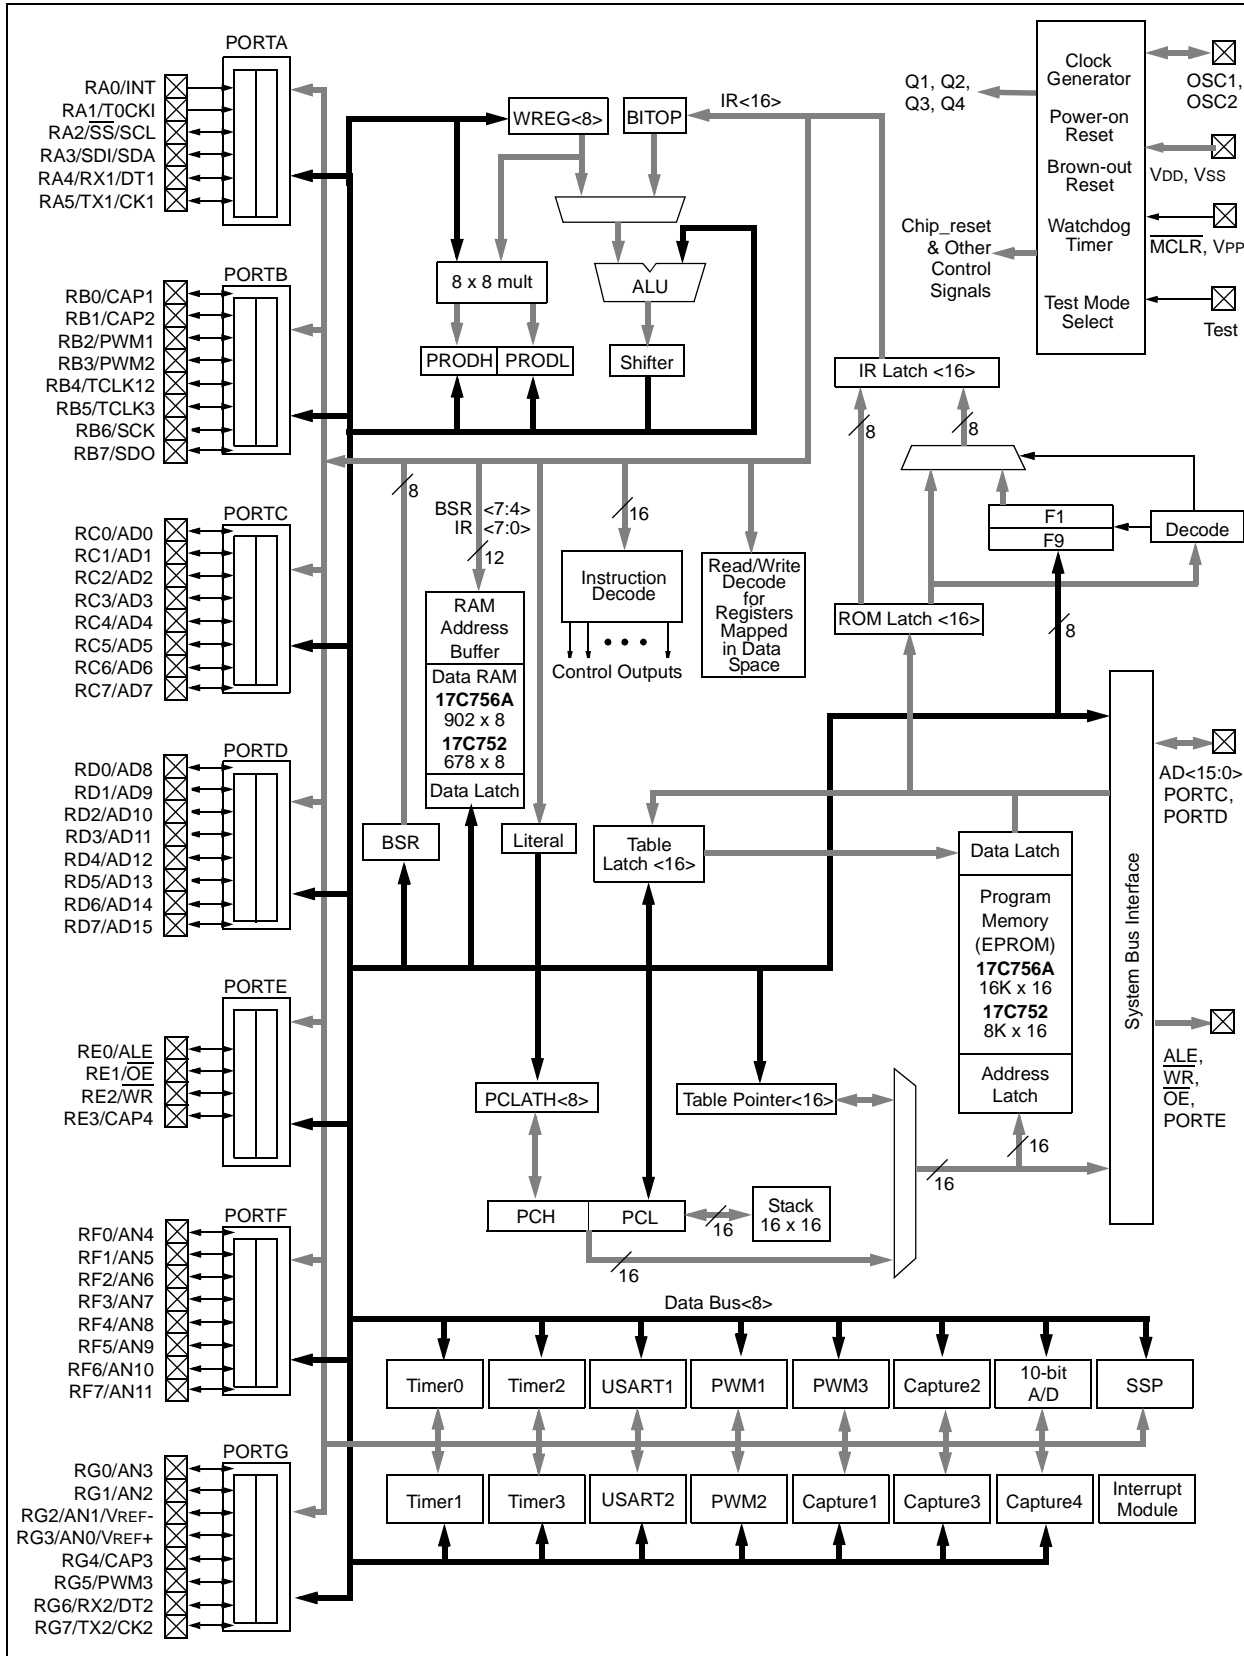 PORTA
RA0/INT
RA1/T0CKI
RA2/SS/SCL
RA3/SDI/SDA
RA4/RX1/DT1
RA5/TX1/CK1
PORTB
RB0/CAP1
RB1/CAP2
RB2/PWM1
RB3/PWM2
RB4/TCLK12
RB5/TCLK3
RB6/SCK
RB7/SDO
PORTC
RC0/AD0
RC1/AD1
RC2/AD2
RC3/AD3
RC4/AD4
RC5/AD5
RC6/AD6
RC7/AD7
PORTD
RD0/AD8
RD1/AD9
RD2/AD10
RD3/AD11
RD4/AD12
RD5/AD13
RD6/AD14
RD7/AD15
PORTE
RE0/ALE
RE1/OE
RE2/WR
RE3/CAP4
PORTF
RF0/AN4
RF1/AN5
RF2/AN6
RF3/AN7
RF4/AN8
RF5/AN9
RF6/AN10
RF7/AN11
PORTG
RG0/AN3
RG1/AN2
RG2/AN1/VREF-
RG3/AN0/VREF+
RG4/CAP3
RG5/PWM3
RG6/RX2/DT2
RG7/TX2/CK2
WREG<8>
BITOP
IR<16>
8 x 8 mult
ALU
PRODH
PRODL
Shifter
Q1, Q2,
Q3, Q4
Chip_reset
& Other
Control
Signals
Clock
Generator
Power-on
Reset
Brown-out
Reset
Watchdog
Timer
Test Mode
Select
OSC1,
OSC2
VDD, VSS
MCLR, VPP
Test
IR Latch <16>
8
8
F1
F9
Decode
ROM Latch <16>
8
8
BSR <7:4>
IR <7:0>
12
16
Instruction
Decode
Control Outputs
Read/Write
Decode
for
Registers
Mapped
in Data
Space
RAM
Address
Buffer
Data RAM
17C756A
902 x 8
17C752
678 x 8
Data Latch
BSR
Literal
Table
Latch <16>
Data Latch
Program
Memory
(EPROM)
17C756A
16K x 16
17C752
8K x 16
Address
Latch
System Bus Interface
AD<15:0>
PORTC,
PORTD
ALE,
WR,
OE,
PORTE
PCLATH<8>
Table Pointer<16>
16
16
PCH
PCL
16
Stack
16 x 16
16
Data Bus<8>
Timer0
Timer2
USART1
PWM1
PWM3
Capture2
10-bit
A/D
SSP
Timer1
Timer3
USART2
PWM2
Capture1
Capture3
Capture4
Interrupt
Module